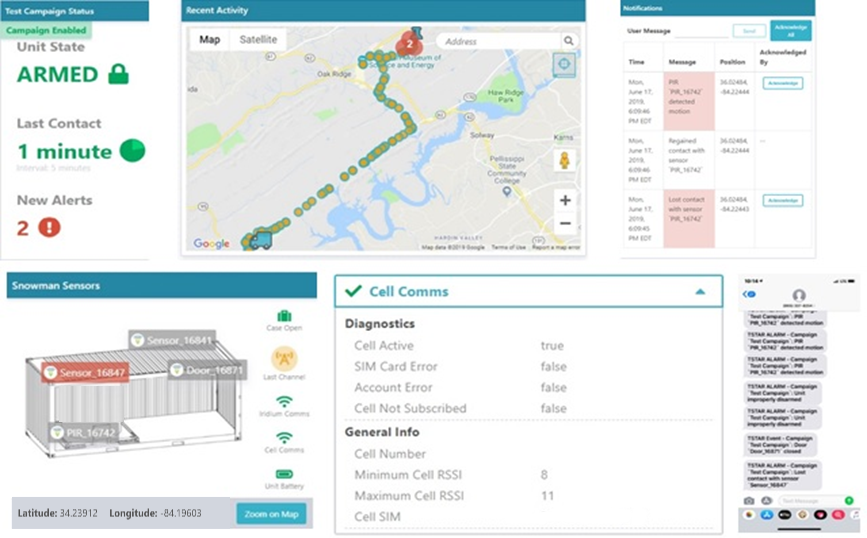 Test Campaign Status
Campaign Enabled
Unit State
ARMED
Last Contact
1 minute
Interval: 5 minutes
New Alerts
2
Recent Activity
Map Satellite
Address
2
Museum of
Science and Energy
Oak Ridge
Haw Ridge
Park
Solway
Karns
Pellissippi
State
Community
College
HARDIN VALLEY
Google
Map data ©2019 Google Terms of Use Report a map error
Notifications
User Message Send Acknowledge All
Time Message Position Acknowledged By
Mon, June 17, 2019, 6:09:46 PM EDT
PIR `PIR_16742` detected motion
36.02484, -84.22444
Acknowledge
Mon, June 17, 2019, 6:09:46 PM EDT
Regained contact with sensor `PIR_16742`
36.02484, -84.22444
---
Mon, June 17, 2019, 6:09:45 PM EDT
Lost contact with sensor `PIR_16742`
36.02484, -84.22443
Acknowledge
Snowman Sensors
Sensor_16841
Sensor_16847
Door_16871
PIR_16742
Case Open
Last Channel
Iridium Comms
Cell Comms
Unit Battery
Latitude: 34.23912 Longitude: -84.19603
Zoom on Map
Cell Comms
Diagnostics
Cell Active true
SIM Card Error false
Account Error false
Cell Not Subscribed false
General Info
Cell Number
Minimum Cell RSSI 8
Maximum Cell RSSI 11
Cell SIM
10:14
`Test Campaign`: PIR
`PIR_16742` detected motion
TSTAR ALARM - Campaign
`Test Campaign`: PIR
`PIR_16742` detected motion
TSTAR ALARM - Campaign
`Test Campaign`: PIR
`PIR_16742` detected motion
TSTAR ALARM - Campaign
`Test Campaign`: Unit
improperly disarmed
TSTAR ALARM - Campaign
`Test Campaign`: Unit
improperly disarmed
TSTAR Event - Campaign
`Test Campaign`: Door
`Door_16871` closed
TSTAR ALARM - Campaign
`Test Campaign`: Lost
contact with sensor
`Sensor_16847`
Text Message